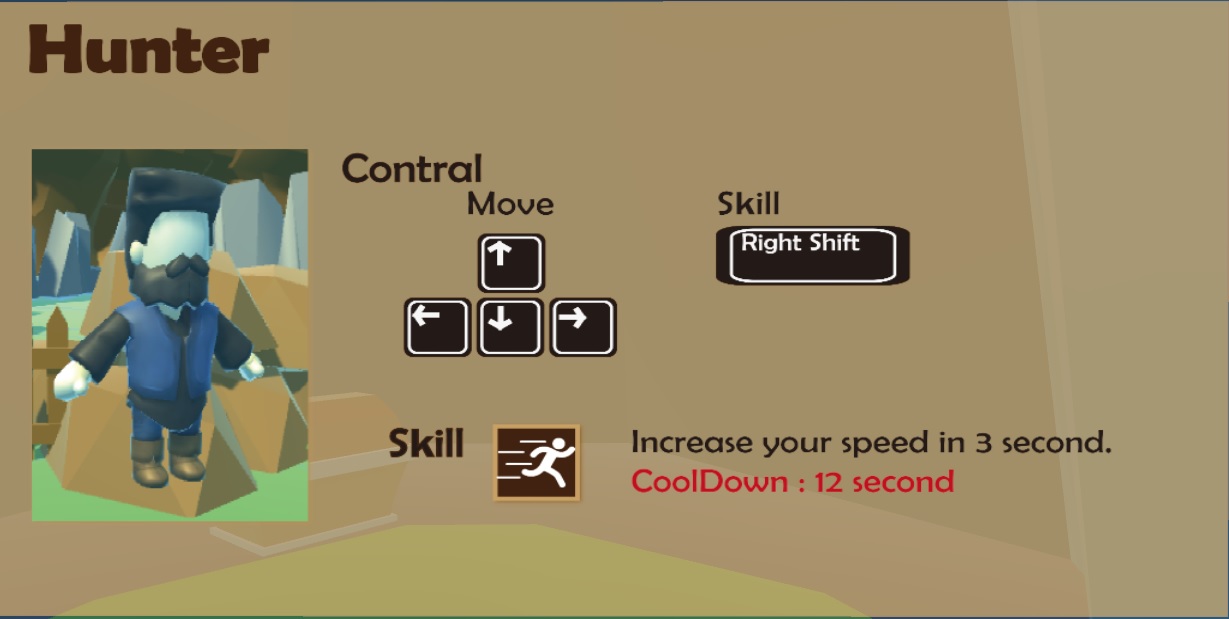 Hunter
Contral
Move
Skill
Right Shift
↑
← ↓ →
Skill
Increase your speed in 3 second.
CoolDown : 12 second